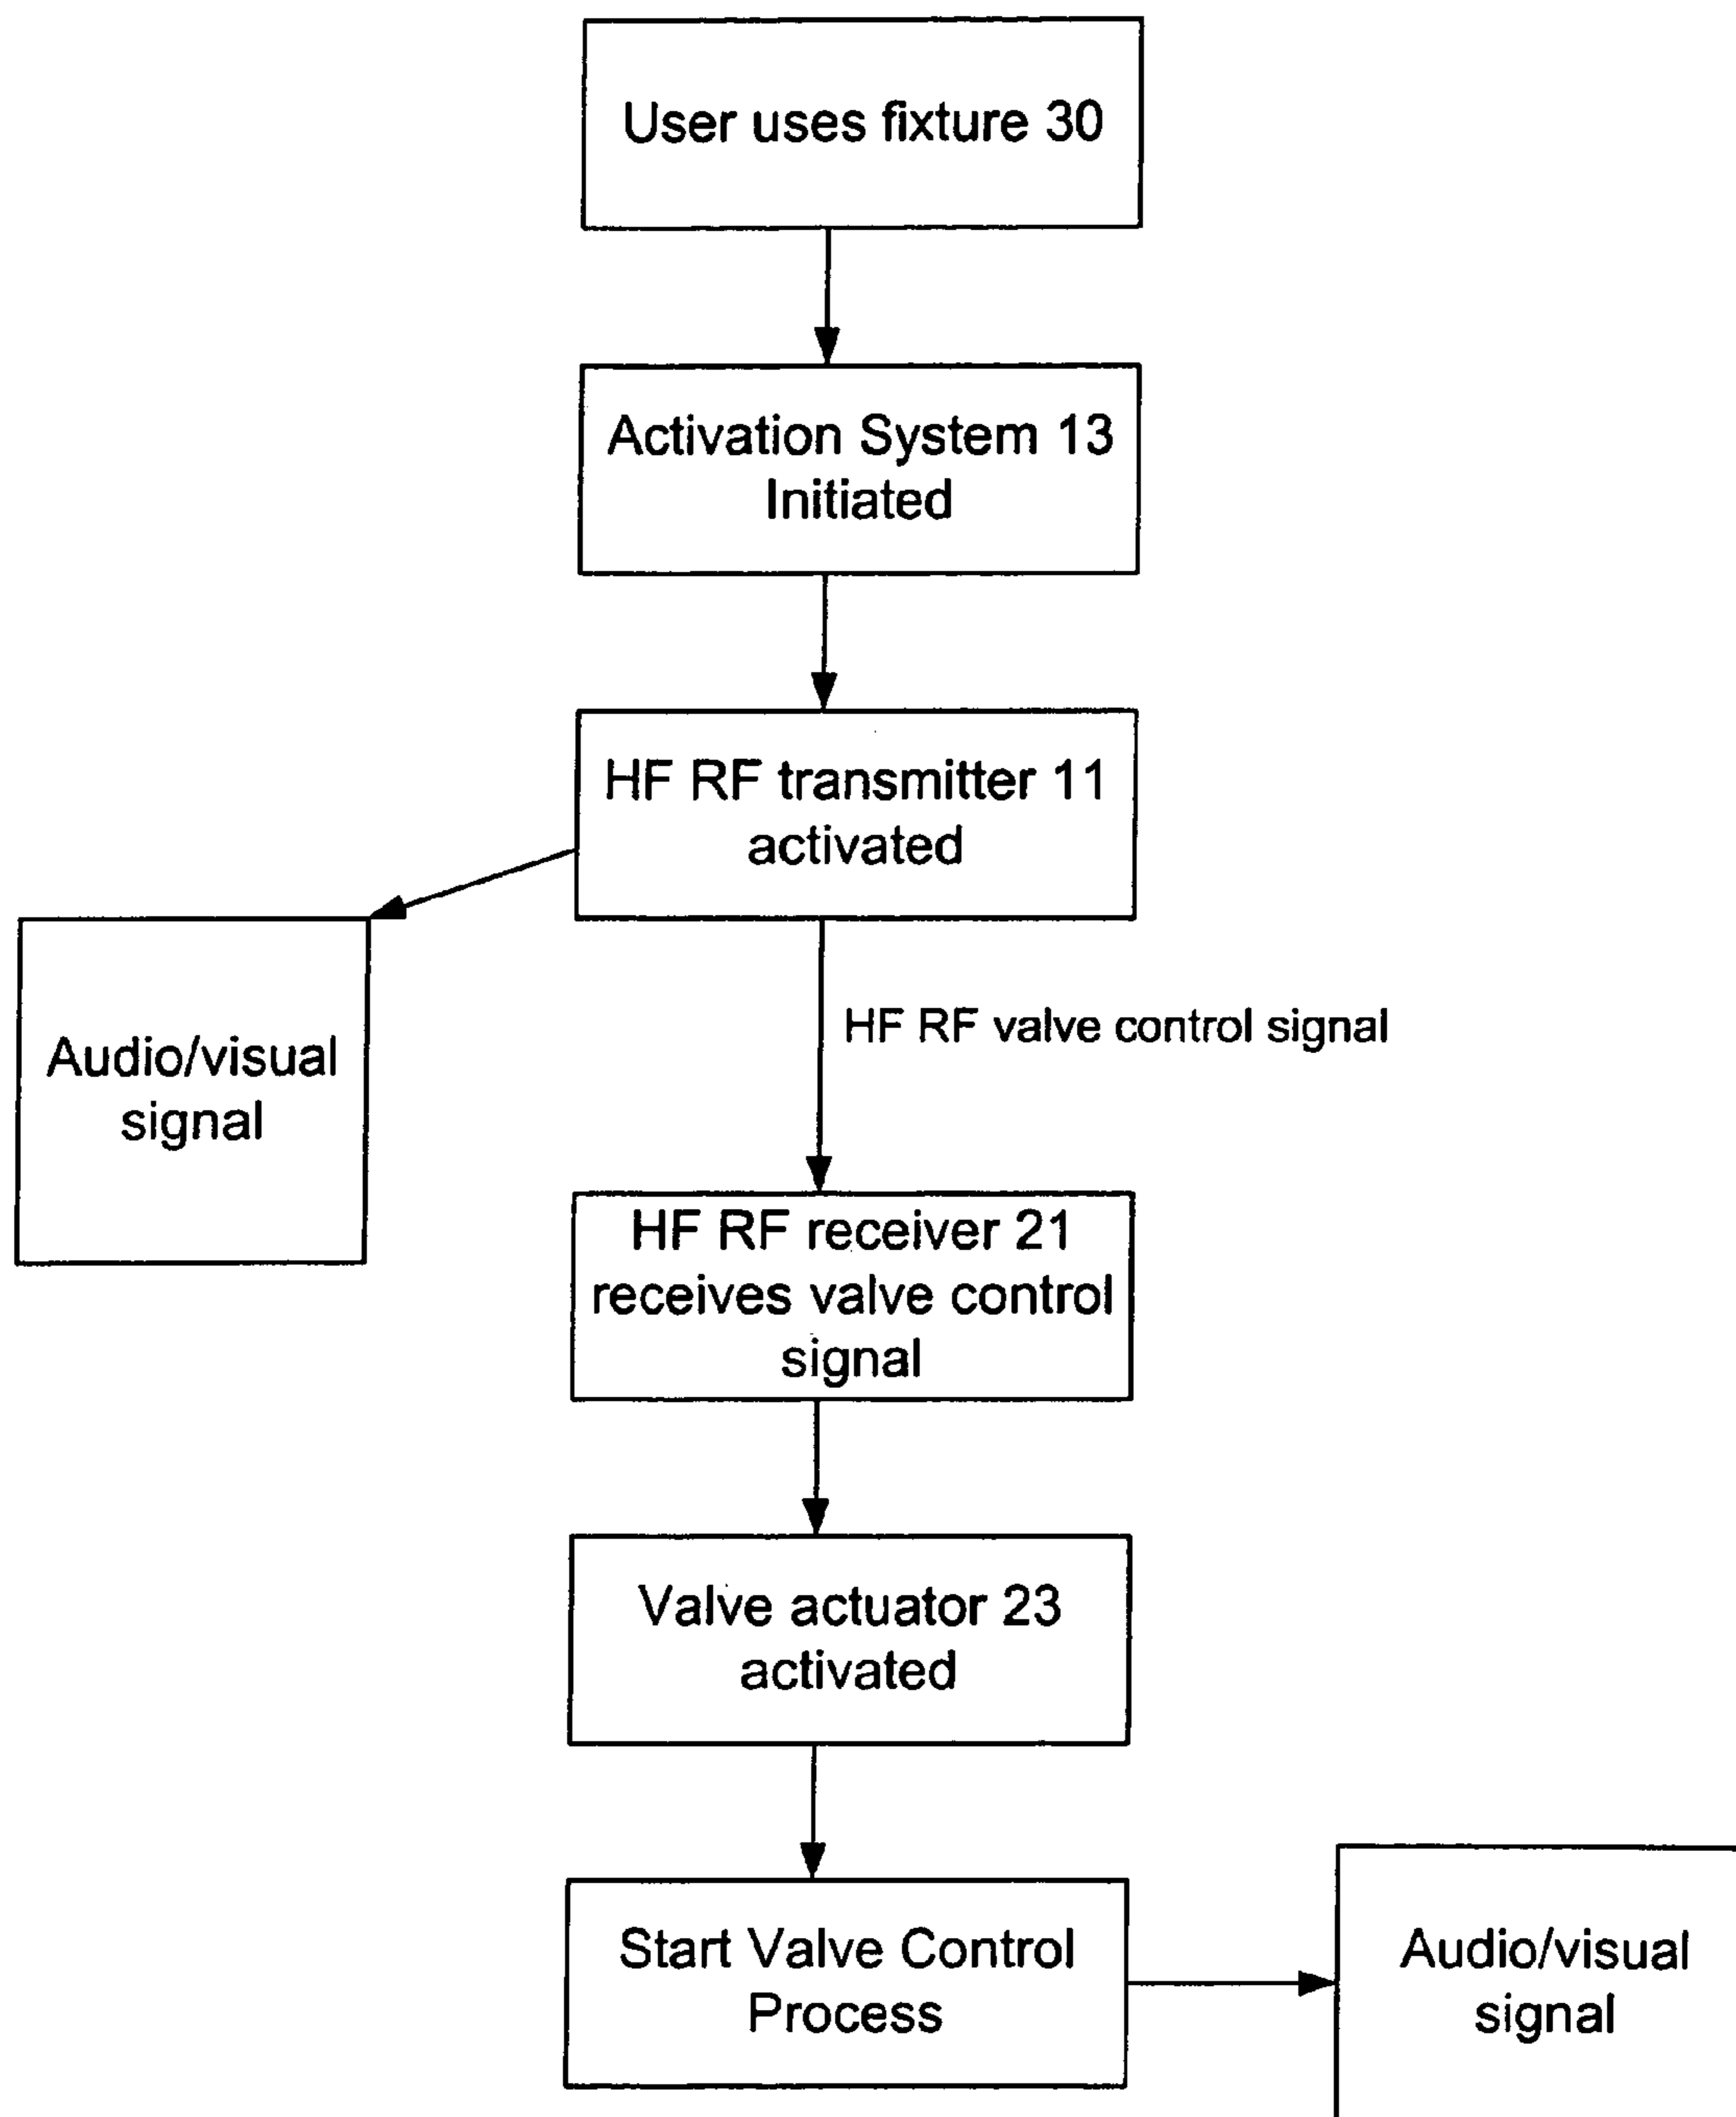 User uses fixture 30
Activation System 13
Initiated
HF RF transmitter 11
activated
Audio/visual
signal
HF RF valve control signal
HF RF receiver 21
receives valve control
signal
Valve actuator 23
activated
Start Valve Control
Process
Audio/visual
signal